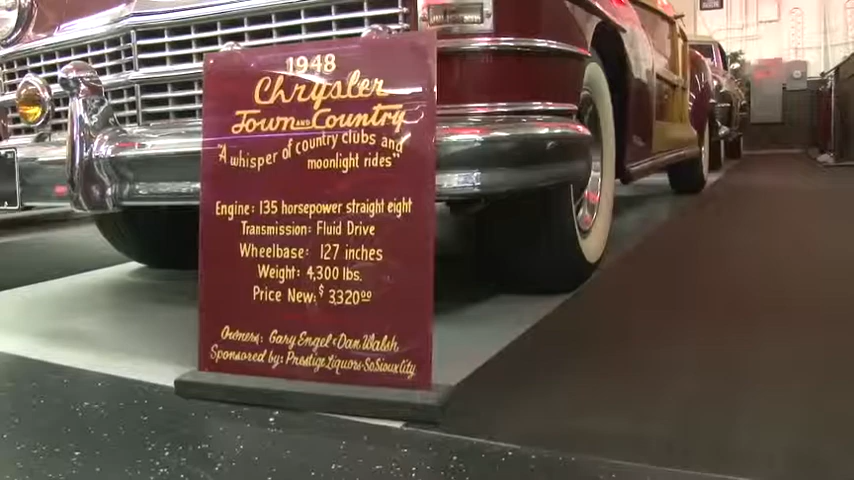 1948
Chrysler
Town and Country
"A whisper of country clubs and
moonlight rides"
Engine: 135 horsepower straight eight
Transmission: Fluid Drive
Wheelbase: 127 inches
Weight: 4,300 lbs.
Price New: $3,320.00
Owners: Gary Engel & Dan Walsh
Sponsored by: Prestige Liquors-So Sioux City